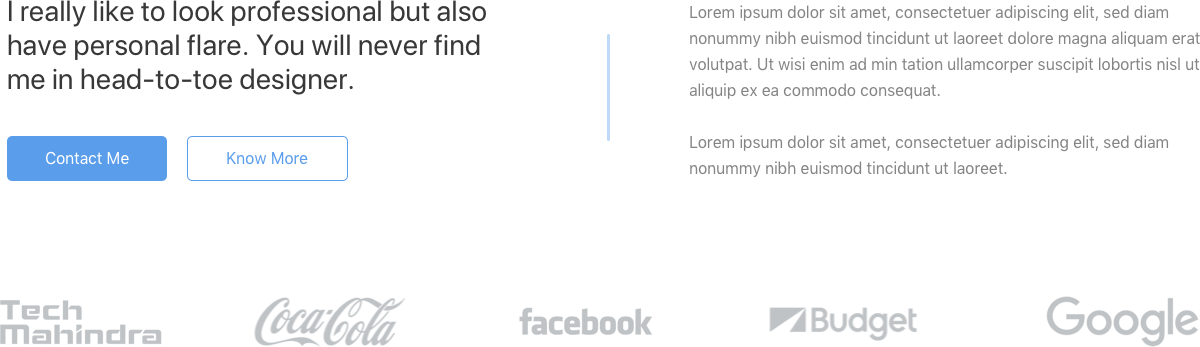 I really like to look professional but also
have personal flare. You will never find
me in head-to-toe designer.
Contact Me
Know More
Lorem ipsum dolor sit amet, consectetuer adipiscing elit, sed diam
nonummy nibh euismod tincidunt ut laoreet dolore magna aliquam erat
volutpat. Ut wisi enim ad min tation ullamcorper suscipit lobortis nisl ut
aliquip ex ea commodo consequat.
Lorem ipsum dolor sit amet, consectetuer adipiscing elit, sed diam
nonummy nibh euismod tincidunt ut laoreet.
Tech
Mahindra
Coca-Cola
facebook
Budget
Google